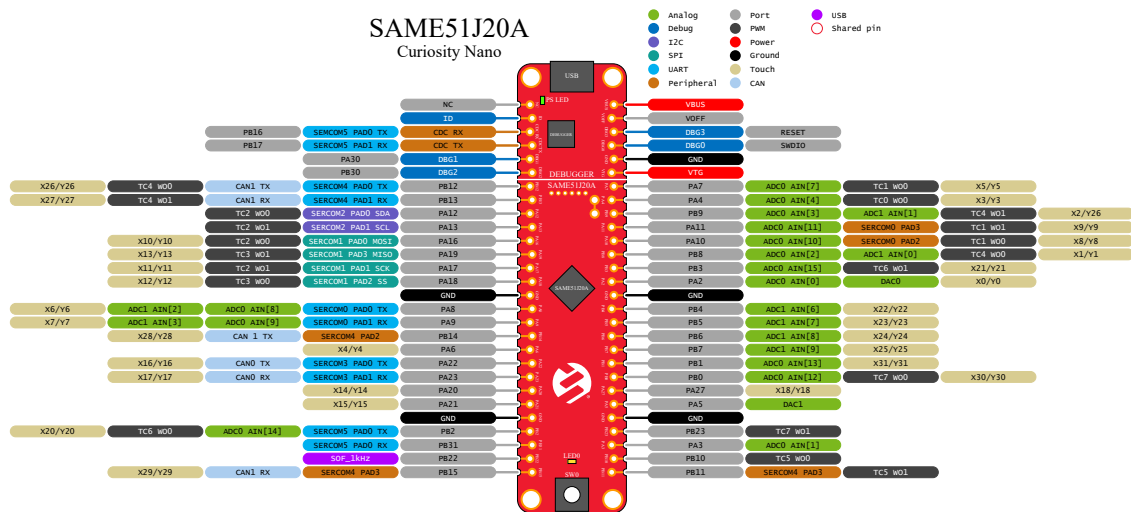 SAME51J20A
Curiosity Nano
Analog Port USB
Debug PWM Shared pin
I2C Power
SPI Ground
UART Touch
Peripheral CAN
USB
PS LED
DEBUGGER
SAME51J20A
SAME51J20A
LED0
SW0
NC VBUS
ID VOFF
PB16 SEMCOM5 PAD0 TX CDC RX DBG3 RESET
PB17 SERCOM5 PAD1 RX CDC TX DBG0 SWDIO
PA30 DBG1 GND
PB30 DBG2 VTG
X26/Y26 TC4 WO0 CAN1 TX SERCOM4 PAD0 TX PB12 PA7 ADC0 AIN[7] TC1 WO0 X5/Y5
X27/Y27 TC4 WO1 CAN1 RX SERCOM4 PAD1 RX PB13 PA4 ADC0 AIN[4] TC0 WO0 X3/Y3
TC2 WO0 SERCOM2 PAD0 SDA PA12 PB9 ADC0 AIN[3] ADC1 AIN[1] TC4 WO1 X2/Y26
TC2 WO1 SERCOM2 PAD1 SCL PA13 PA11 ADC0 AIN[11] SERCOM0 PAD3 TC1 WO1 X9/Y9
X10/Y10 TC2 WO0 SERCOM1 PAD0 MOSI PA16 PA10 ADC0 AIN[10] SERCOM0 PAD2 TC1 WO0 X8/Y8
X13/Y13 TC3 WO1 SERCOM1 PAD3 MISO PA19 PB8 ADC0 AIN[2] ADC1 AIN[0] TC4 WO0 X1/Y1
X11/Y11 TC2 WO1 SERCOM1 PAD1 SCK PA17 PB3 ADC0 AIN[15] TC6 WO1 X21/Y21
X12/Y12 TC3 WO0 SERCOM1 PAD2 SS PA18 PA2 ADC0 AIN[0] DAC0 X0/Y0
GND GND
X6/Y6 ADC1 AIN[2] ADC0 AIN[8] SERCOM0 PAD0 TX PA8 PB4 ADC1 AIN[6] X22/Y22
X7/Y7 ADC1 AIN[3] ADC0 AIN[9] SERCOM0 PAD1 RX PA9 PB5 ADC1 AIN[7] X23/Y23
X28/Y28 CAN 1 TX SERCOM4 PAD2 PB14 PB6 ADC1 AIN[8] X24/Y24
X4/Y4 PA6 PB7 ADC1 AIN[9] X25/Y25
X16/Y16 CAN0 TX SERCOM3 PAD0 TX PA22 PB1 ADC0 AIN[13] X31/Y31
X17/Y17 CAN0 RX SERCOM3 PAD1 RX PA23 PB0 ADC0 AIN[12] TC7 WO0 X30/Y30
X14/Y14 PA20 PA27 X18/Y18
X15/Y15 PA21 PA5 DAC1
GND GND
X20/Y20 TC6 WO0 ADC0 AIN[14] SERCOM5 PAD0 TX PB2 PB23 TC7 WO1
SERCOM5 PAD0 RX PB31 PA3 ADC0 AIN[1]
SOF_1kHz PB22 PB10 TC5 WO0
X29/Y29 CAN1 RX SERCOM4 PAD3 PB15 PB11 SERCOM4 PAD3 TC5 WO1